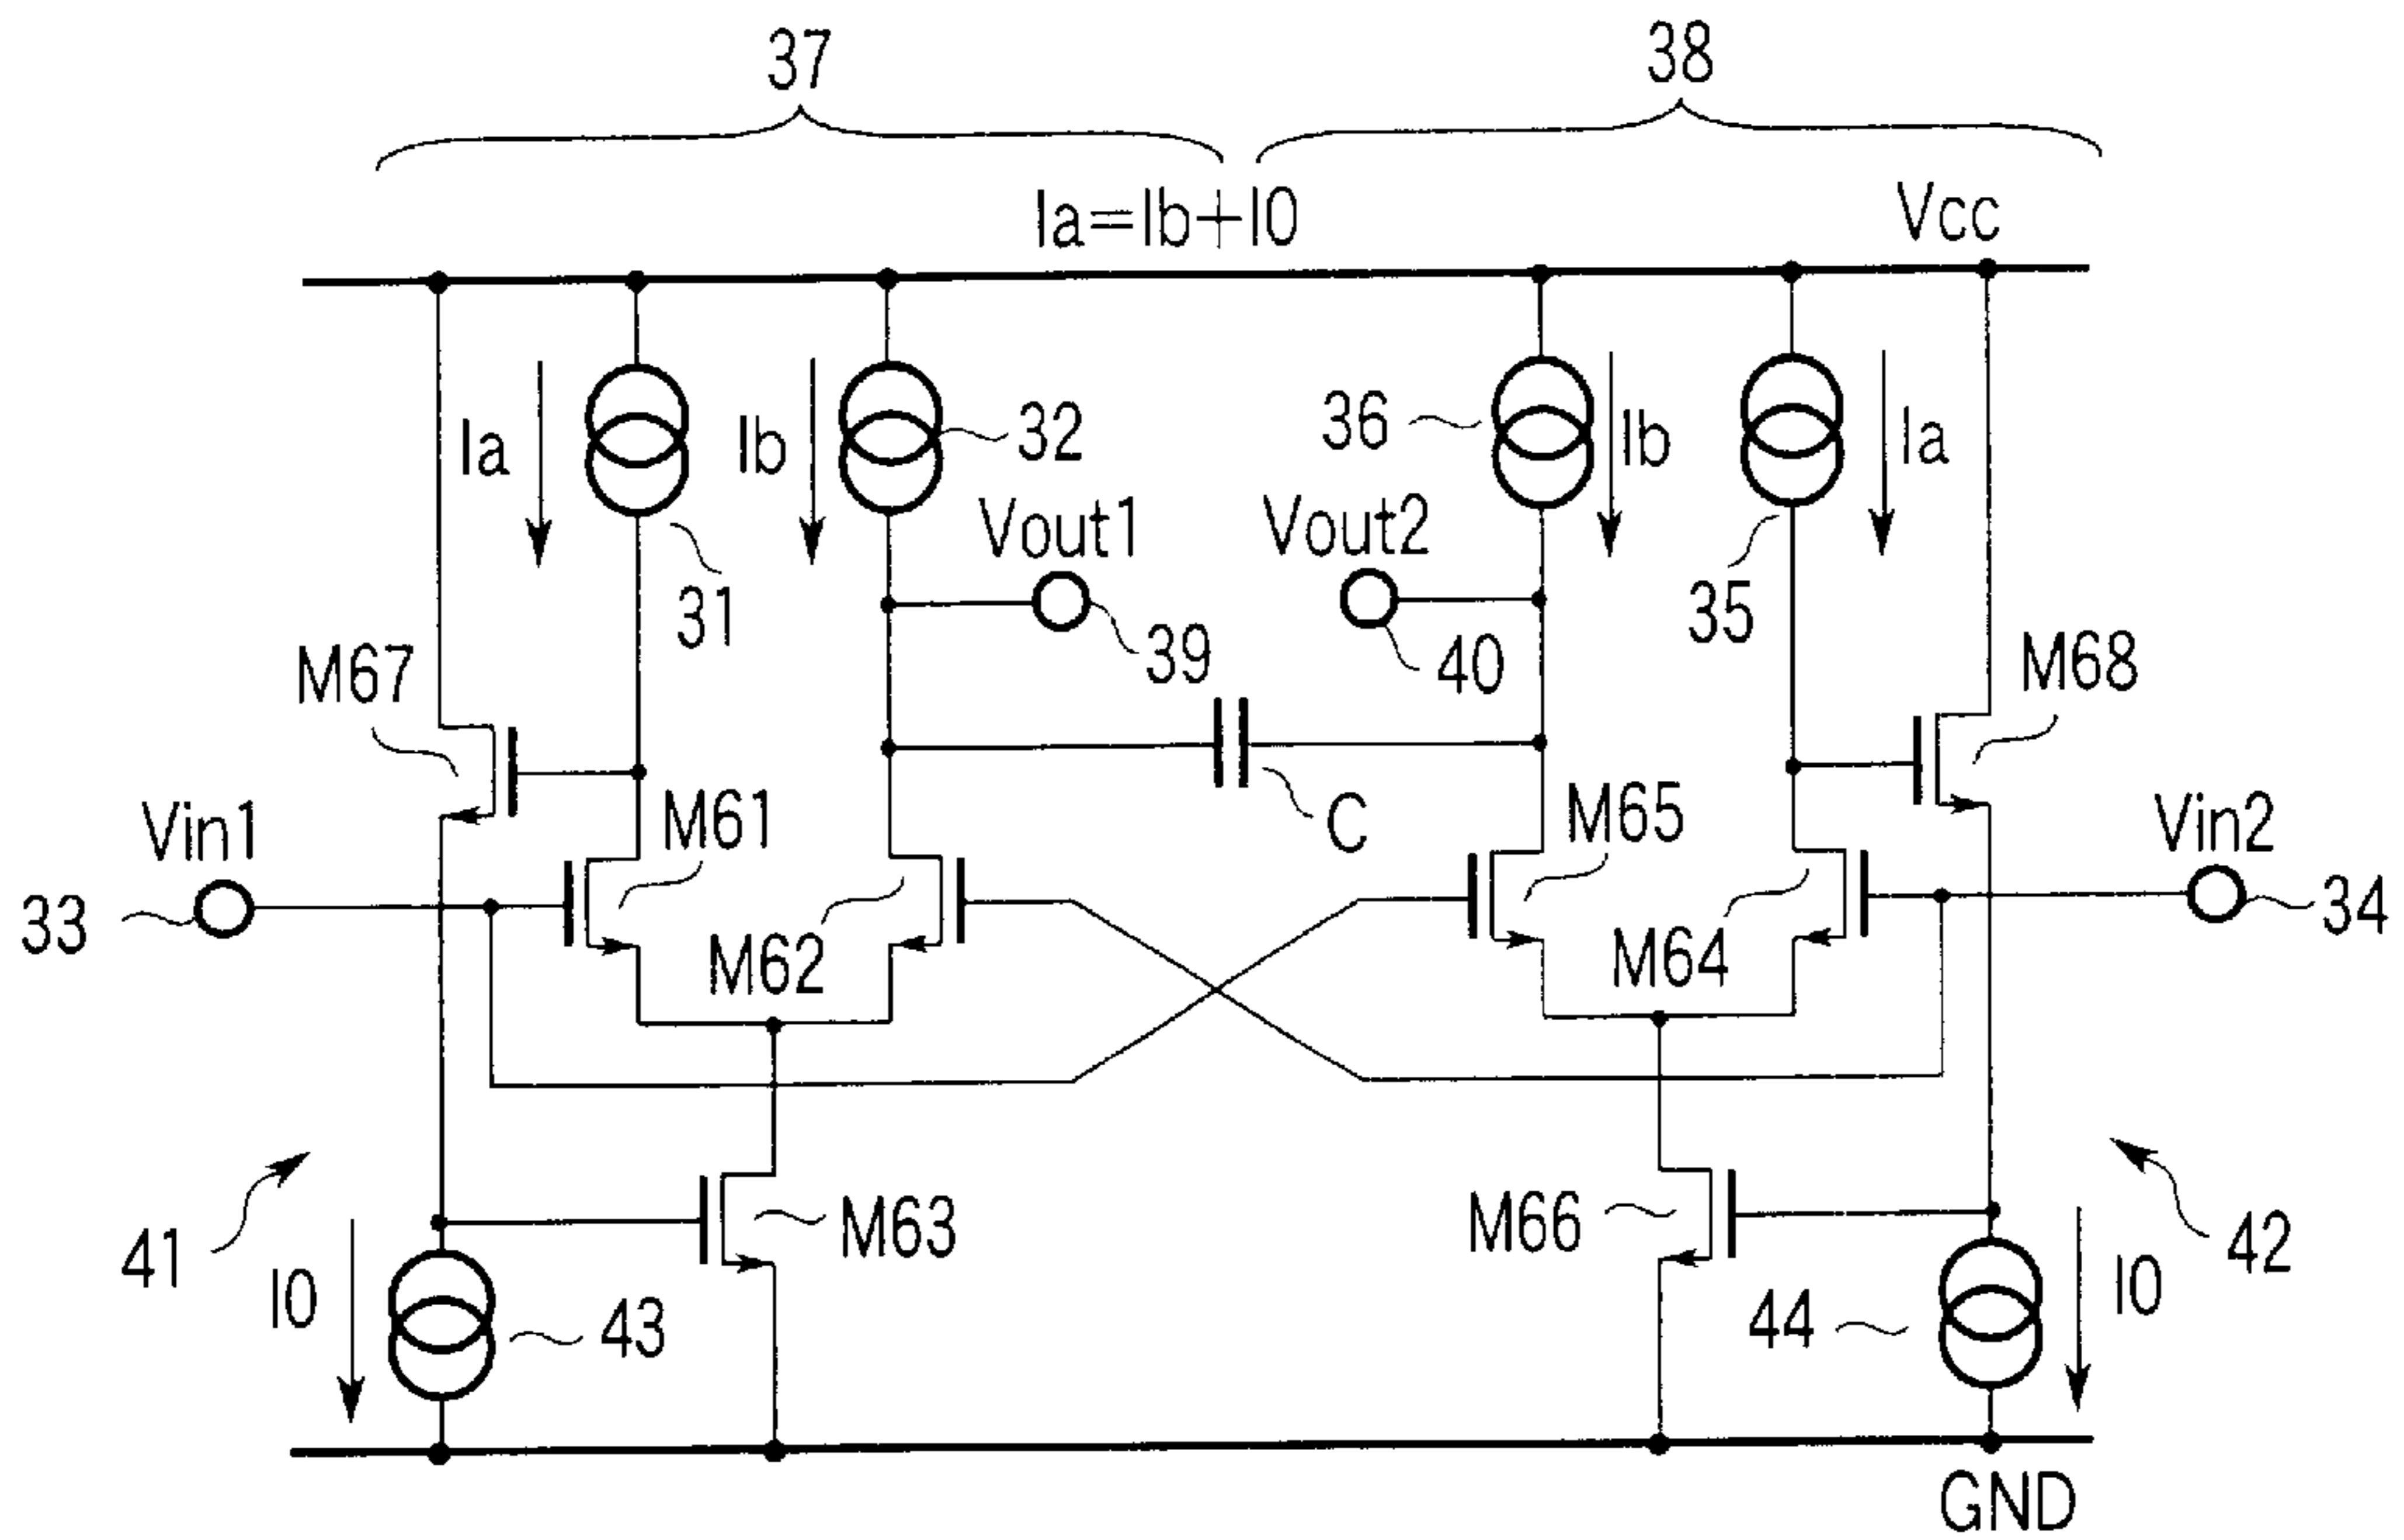 37
38
Ia=Ib+I0
Vcc
Ia
Ib
32
36
Ib
Ia
31
Vout1
Vout2
35
39
40
M67
M68
M61
C
M65
Vin1
Vin2
33
M62
M64
34
41
M63
M66
42
I0
43
44
I0
GND